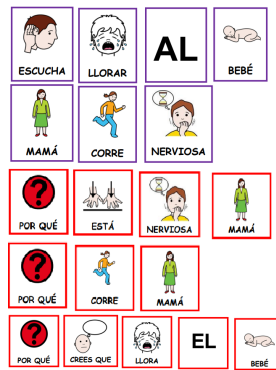 ESCUCHA LLORAR AL BEBÉ
MAMÁ CORRE NERVIOSA
POR QUÉ ESTÁ NERVIOSA MAMÁ
POR QUÉ CORRE MAMÁ
POR QUÉ CREES QUE LLORA EL BEBÉ